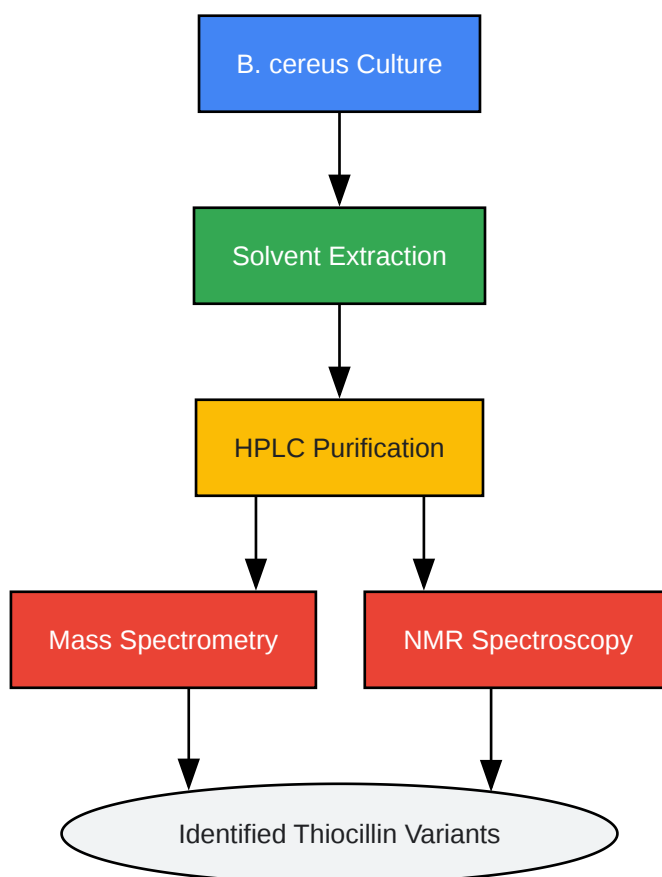 B. cereus Culture
Solvent Extraction
HPLC Purification
Mass Spectrometry
NMR Spectroscopy
Identified Thiocillin Variants